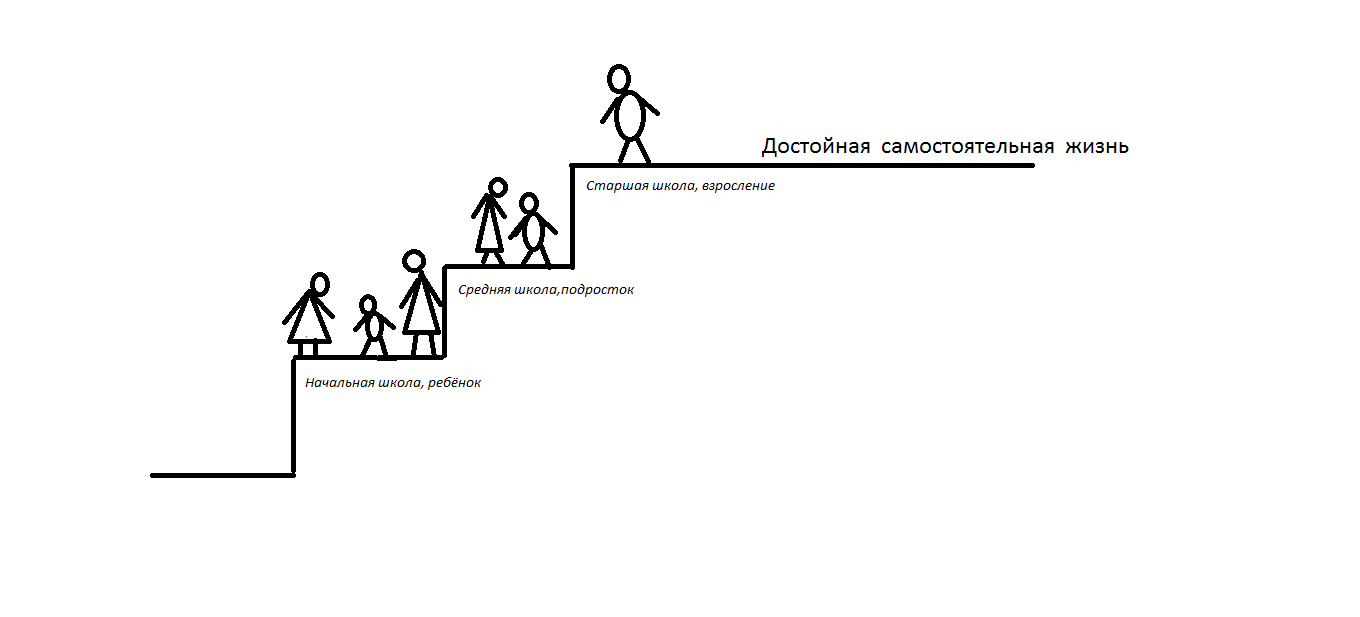 Достойная самостоятельная жизнь
Старшая школа, взросление
Средняя школа,подросток
Начальная школа, ребёнок